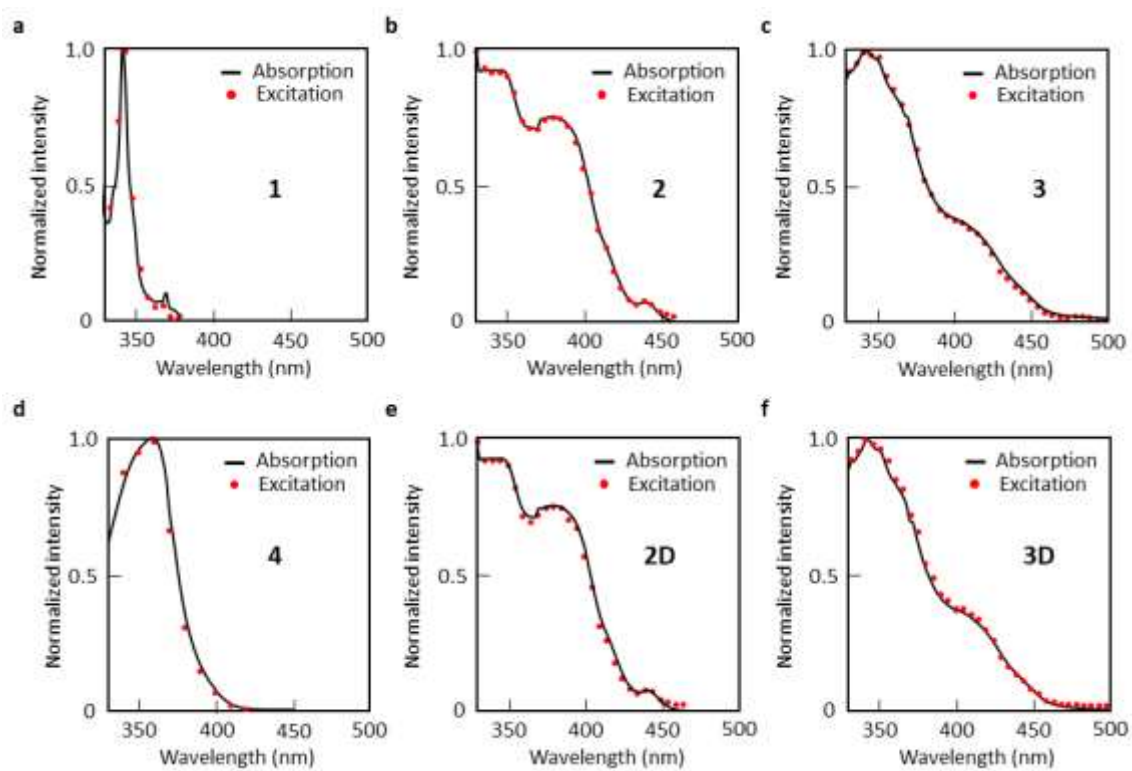 a
1.0
Absorption
Excitation
Normalized intensity
0.5
1
0
350 400 450 500
Wavelength (nm)
b
1.0
Absorption
Excitation
Normalized intensity
0.5
2
0
350 400 450 500
Wavelength (nm)
c
1.0
Absorption
Excitation
Normalized intensity
0.5
3
0
350 400 450 500
Wavelength (nm)
d
1.0
Absorption
Excitation
Normalized intensity
0.5
4
0
350 400 450 500
Wavelength (nm)
e
1.0
Absorption
Excitation
Normalized intensity
0.5
2D
0
350 400 450 500
Wavelength (nm)
f
1.0
Absorption
Excitation
Normalized intensity
0.5
3D
0
350 400 450 500
Wavelength (nm)